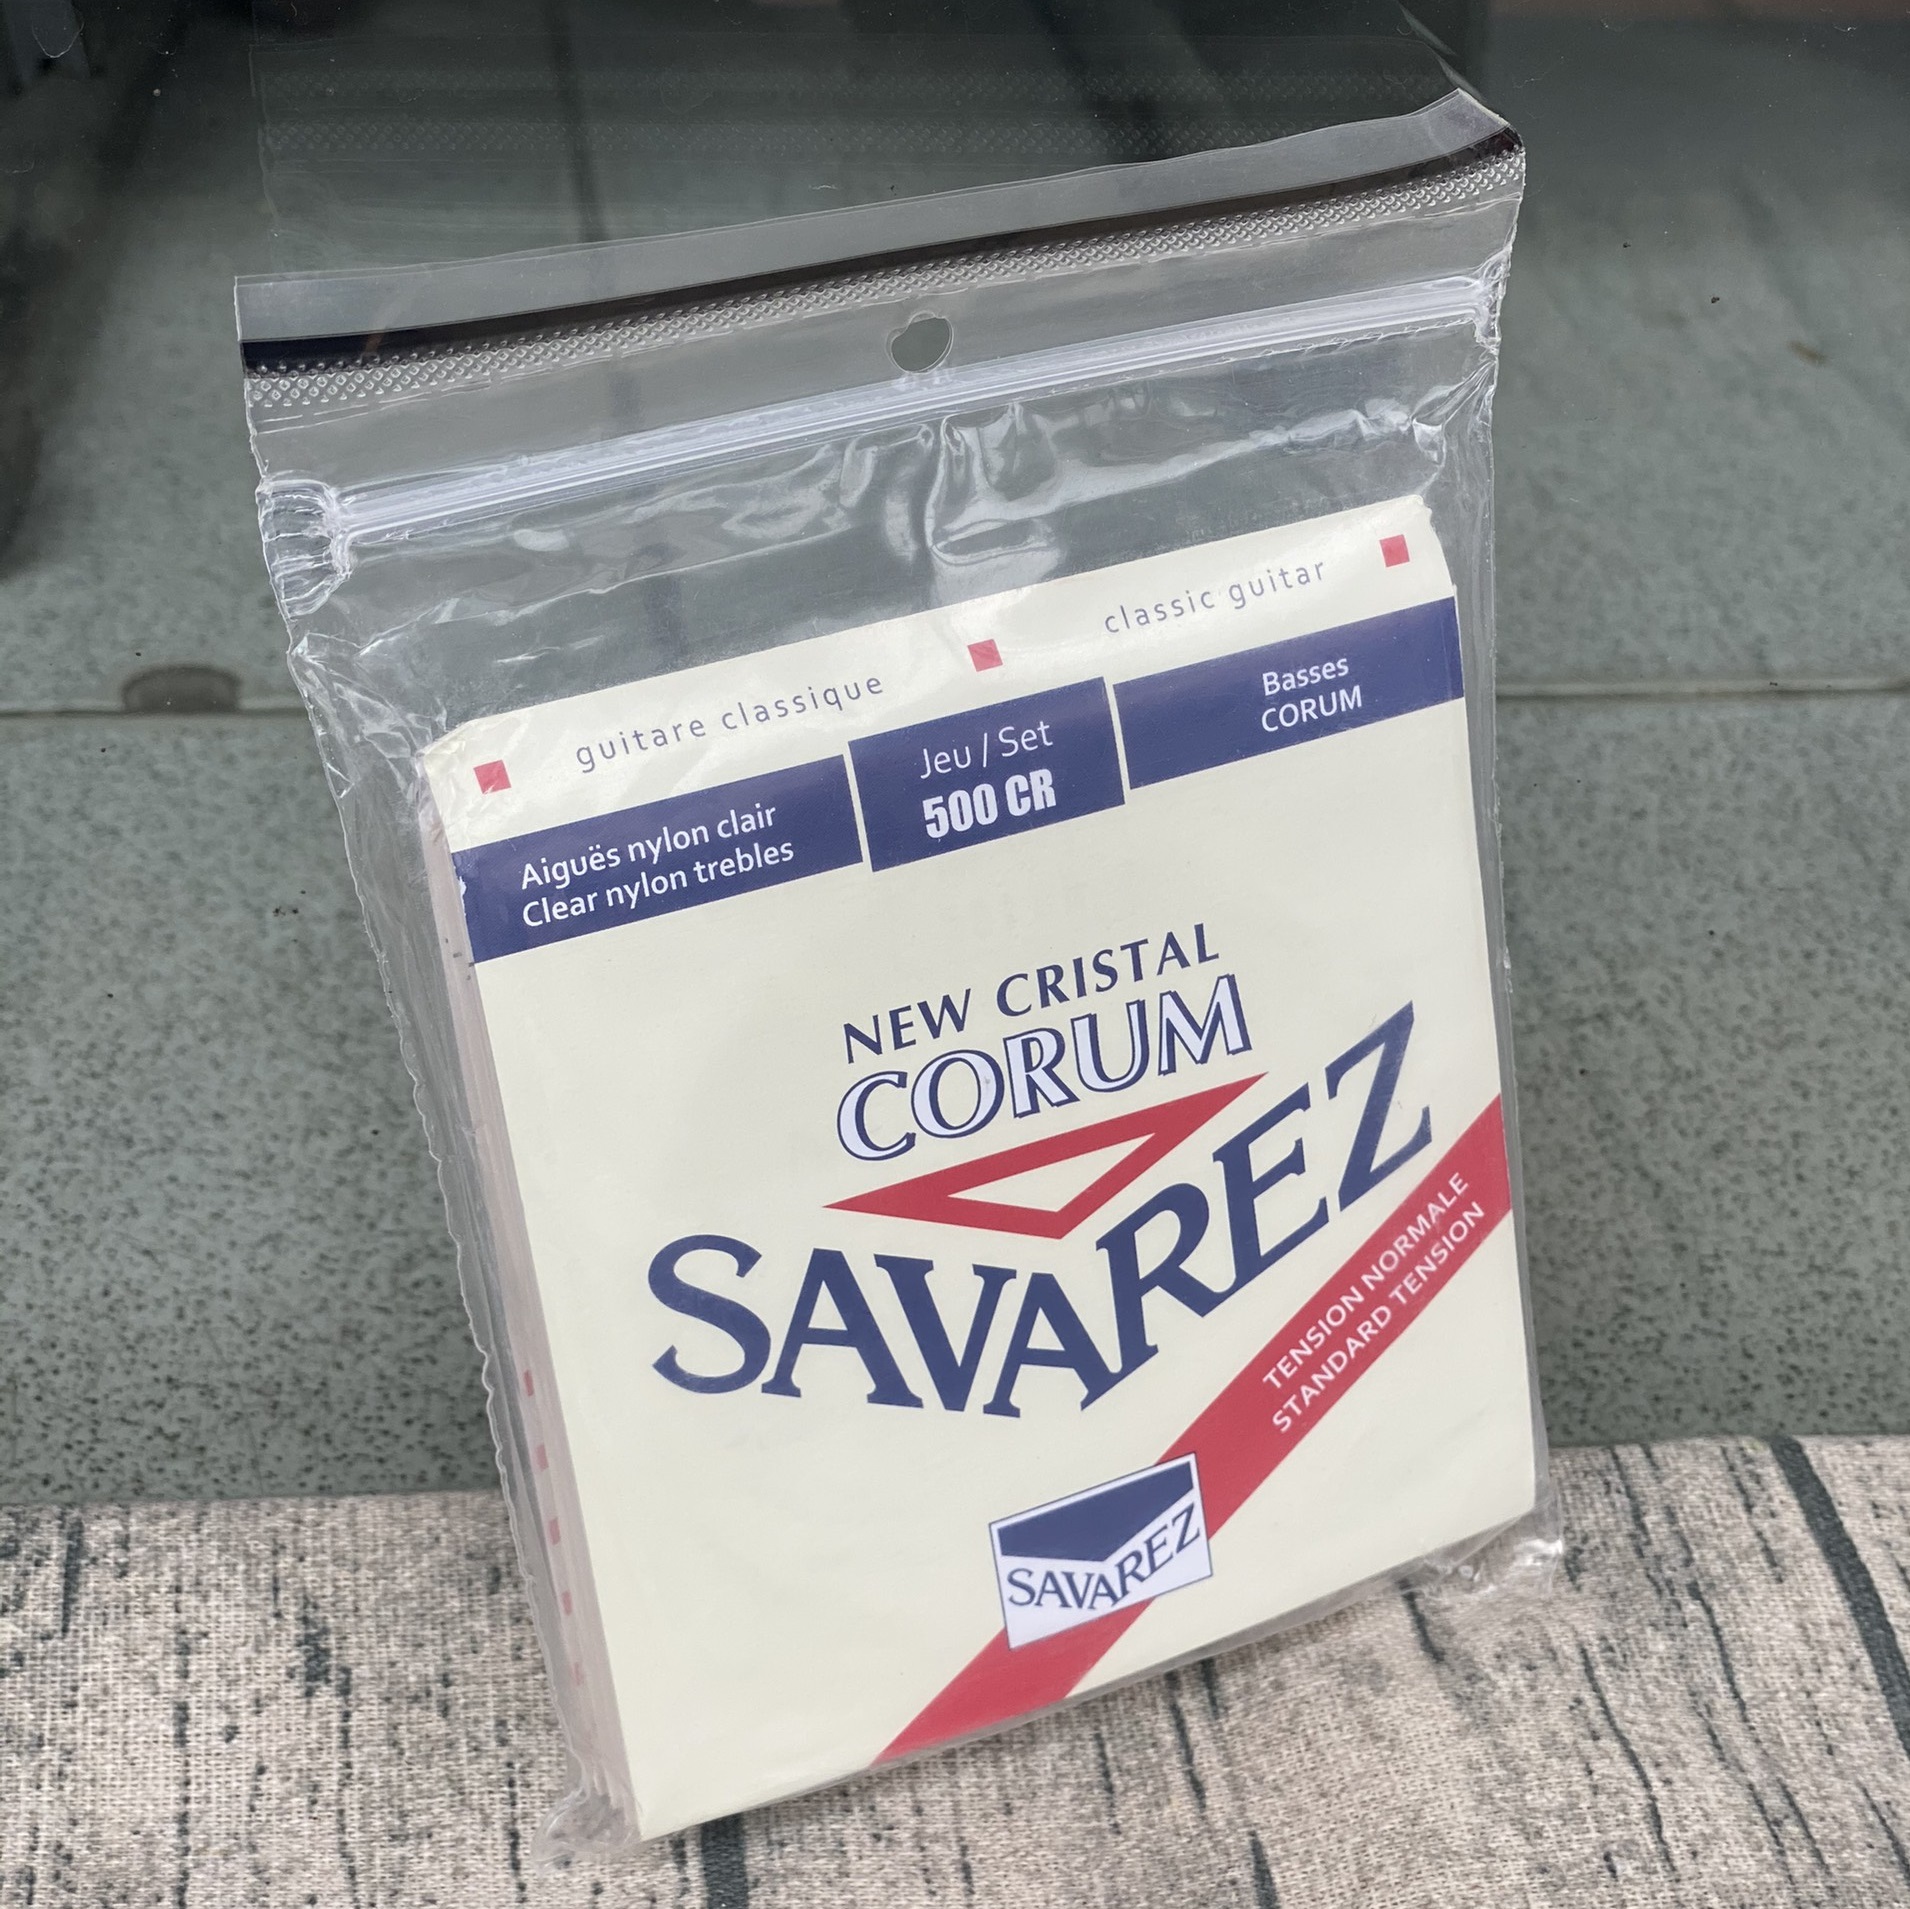 guitare classique
classic guitar
Aiguës nylon clair
Clear nylon trebles
Jeu / Set
500 CR
Basses
CORUM
NEW CRISTAL
CORUM
SAVAREZ
TENSION NORMALE
STANDARD TENSION
SAVAREZ